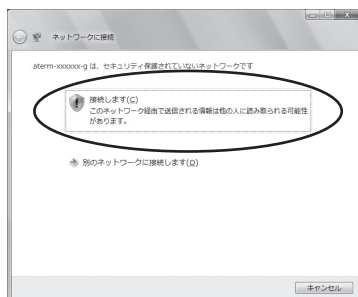 ネットワークに接続
aterm-xxxxxx-g は、セキュリティ保護されていないネットワークです
接続します(C)
このネットワーク経由で送信される情報は他の人に読み取られる可能性
があります。
別のネットワークに接続します(O)
キャンセル